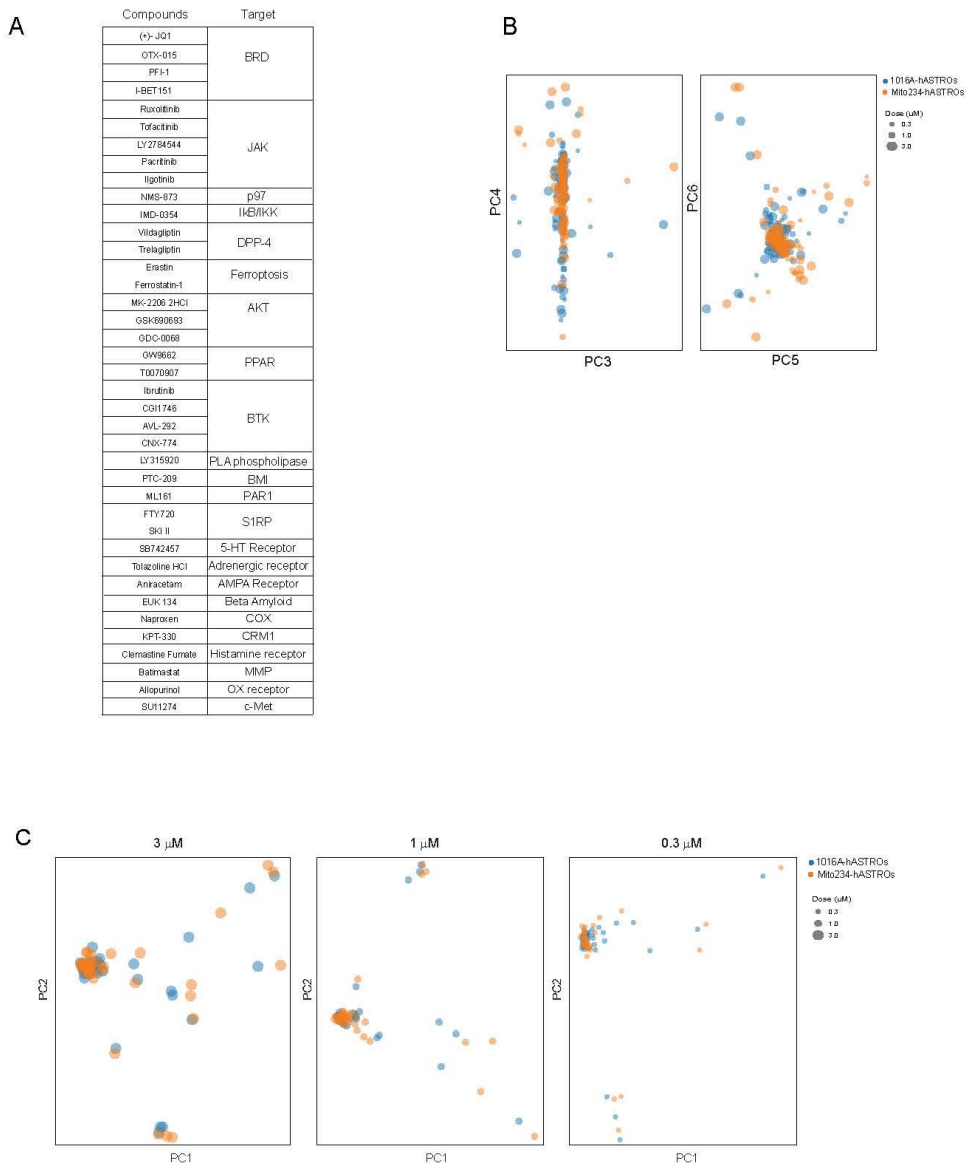 A
Compounds Target
(+)- JQ1
OTX-015
PFI-1
I-BET151
BRD
Ruxolitinib
Tofacitinib
LY2784544
Pacritinib
Ilgotinib
JAK
NMS-873 p97
IMD-0354 IkB/IKK
Vildagliptin
Trelagliptin
DPP-4
Erastin
Ferrostatin-1
Ferroptosis
MK-2206 2HCl
GSK690693
GDC-0068
AKT
GW9662
T0070907
PPAR
Ibrutinib
CGI1746
AVL-292
CNX-774
BTK
LY315920 PLA phospholipase
PTC-209 BMI
ML161 PAR1
FTY720
SKI II
S1RP
SB742457 5-HT Receptor
Tolazoline HCl Adrenergic receptor
Aniracetam AMPA Receptor
EUK 134 Beta Amyloid
Naproxen COX
KPT-330 CRM1
Clemastine Fumate Histamine receptor
Batimastat MMP
Allopurinol OX receptor
SU11274 c-Met
B
PC4
PC3
PC6
PC5
1016A-hASTROs
Mito234-hASTROs
Dose (uM)
0.3
1.0
3.0
C
3 μM
1 μM
0.3 μM
PC2
PC1
PC2
PC2
1016A-hASTROs
Mito234-hASTROs
Dose (uM)
0.3
1.0
3.0
PC1
PC1